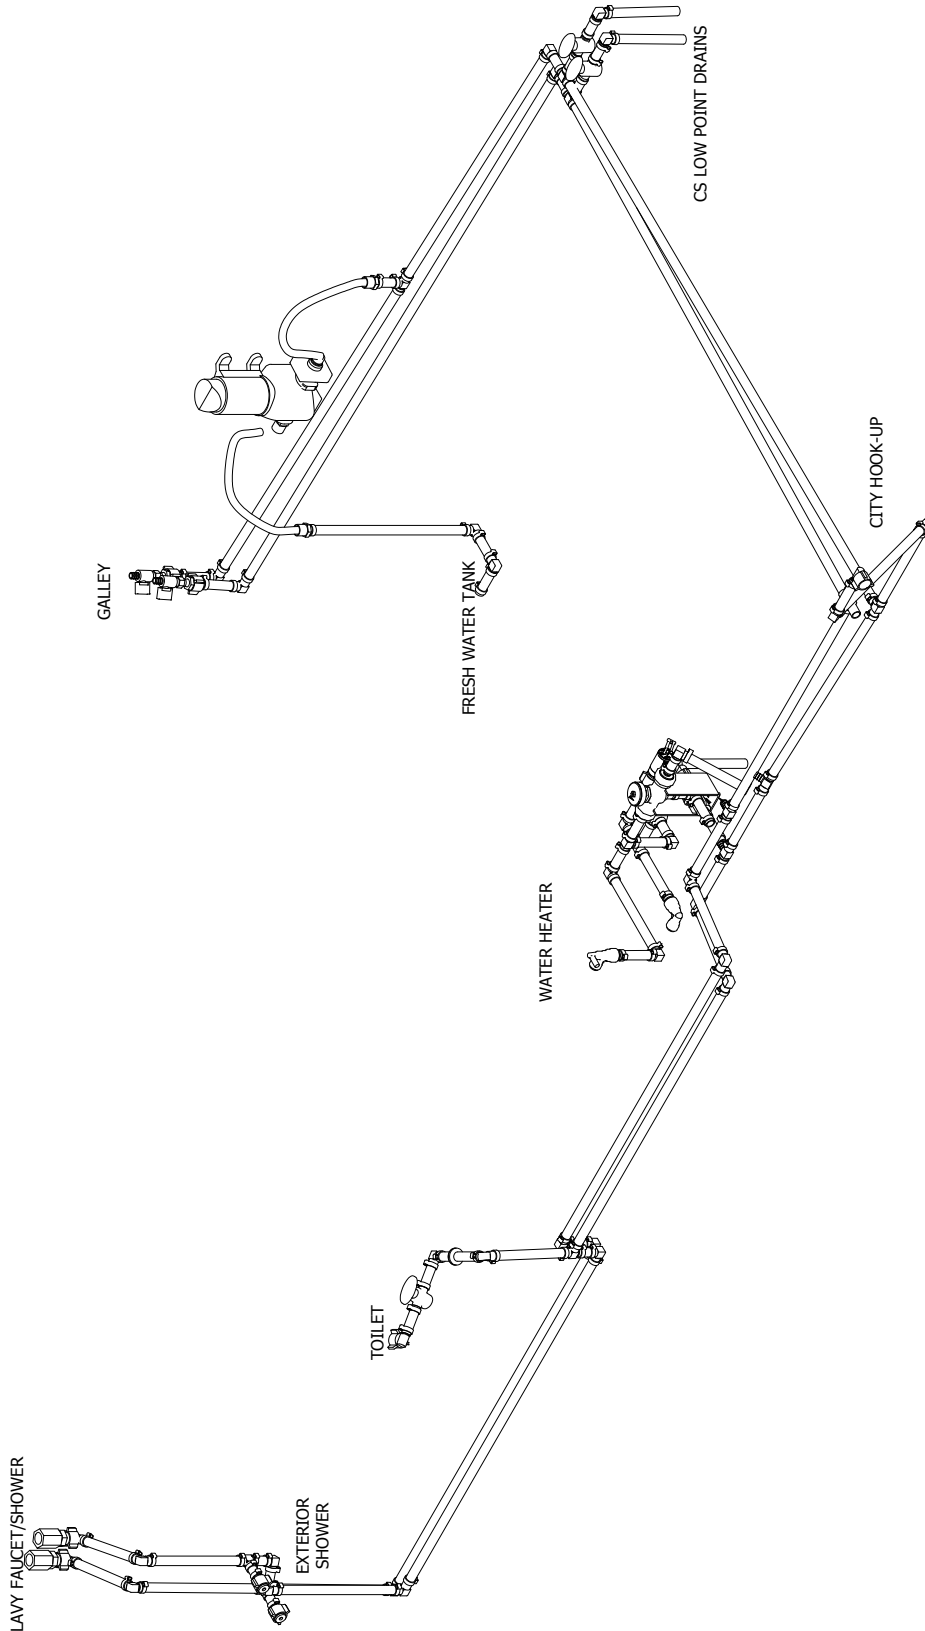 LAVY FAUCET/SHOWER
EXTERIOR
SHOWER
TOILET
WATER HEATER
GALLEY
FRESH WATER TANK
CITY HOOK-UP
CS LOW POINT DRAINS